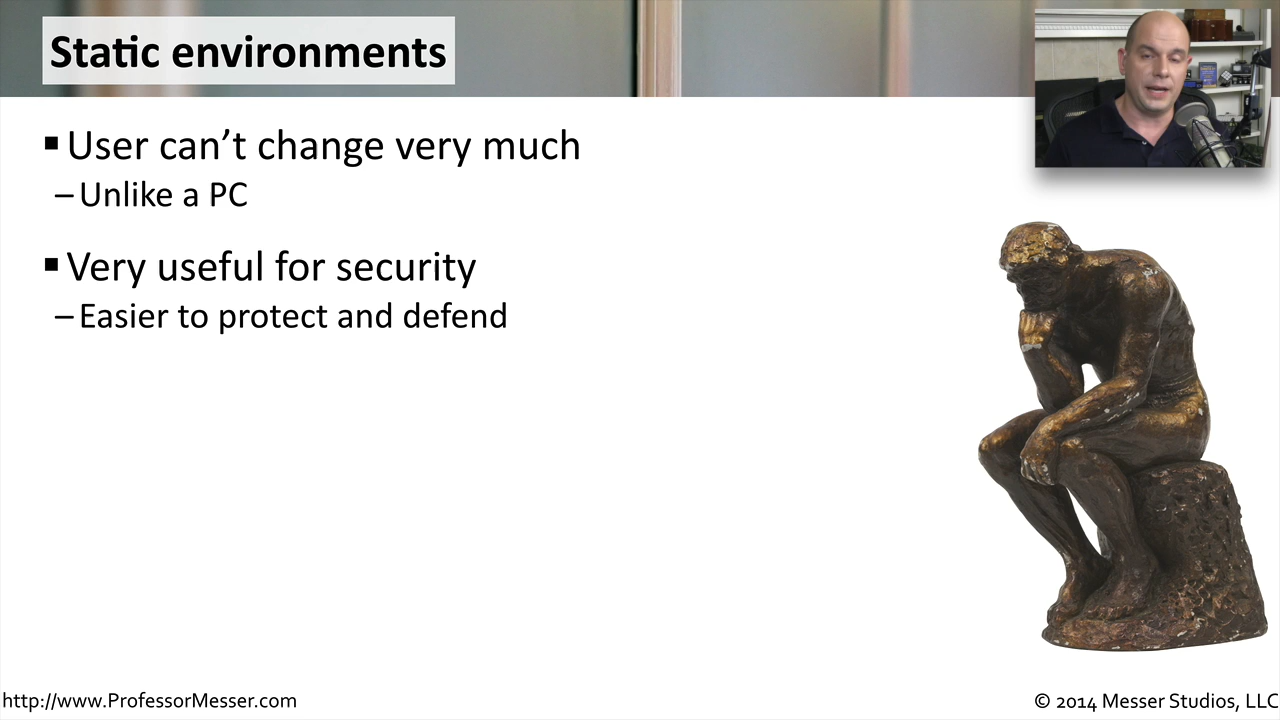 Static environments
▪ User can’t change very much
– Unlike a PC
▪ Very useful for security
– Easier to protect and defend
http://www.ProfessorMesser.com
© 2014 Messer Studios, LLC